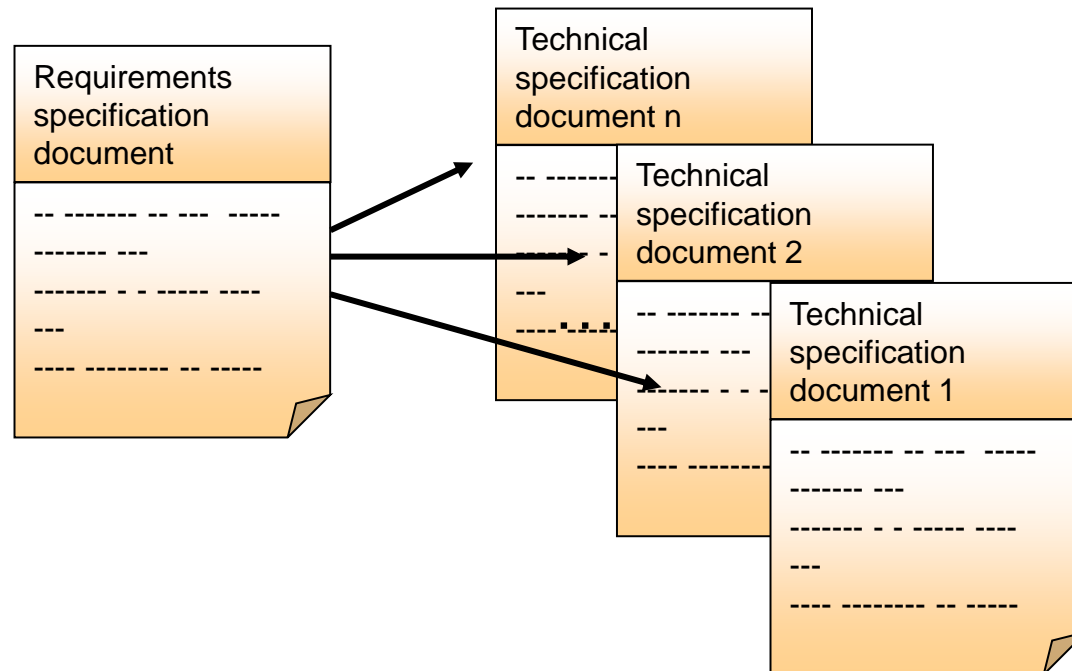 Requirements
specification
document
-- ------- -- ---  -----
------- ---
------- - - ----- ----
---
---- -------- -- -----
Technical
specification
document n
-- -------
------- --
------- - -
---
---- ------
. . .
Technical
specification
document 2
-- ------- --
------- ---
------- - - -
---
---- --------
Technical
specification
document 1
-- ------- -- ---  -----
------- ---
------- - - ----- ----
---
---- -------- -- -----